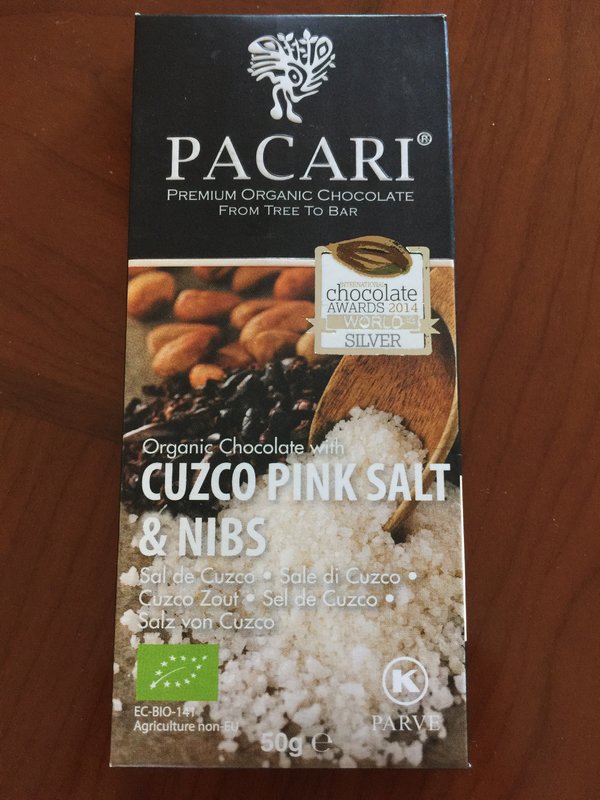 PACARI®
PREMIUM ORGANIC CHOCOLATE
FROM TREE TO BAR
INTERNATIONAL
chocolate
AWARDS 2014
WORLD
SILVER
Organic Chocolate with
CUZCO PINK SALT
& NIBS
Sal de Cuzco • Sale di Cuzco •
Cuzco Zout • Sel de Cuzco •
Salz von Cuzco
EC-BIO-141
Agriculture non-EU
K
PARVE
50g ℮